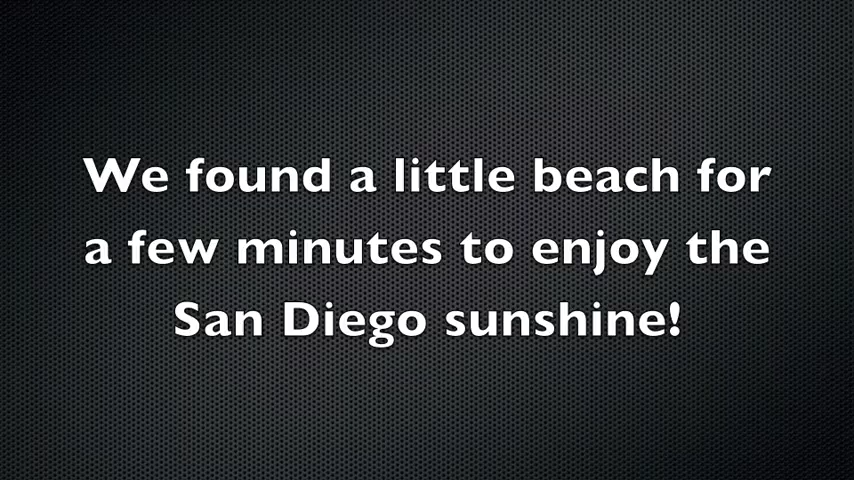 We found a little beach for
a few minutes to enjoy the
San Diego sunshine!